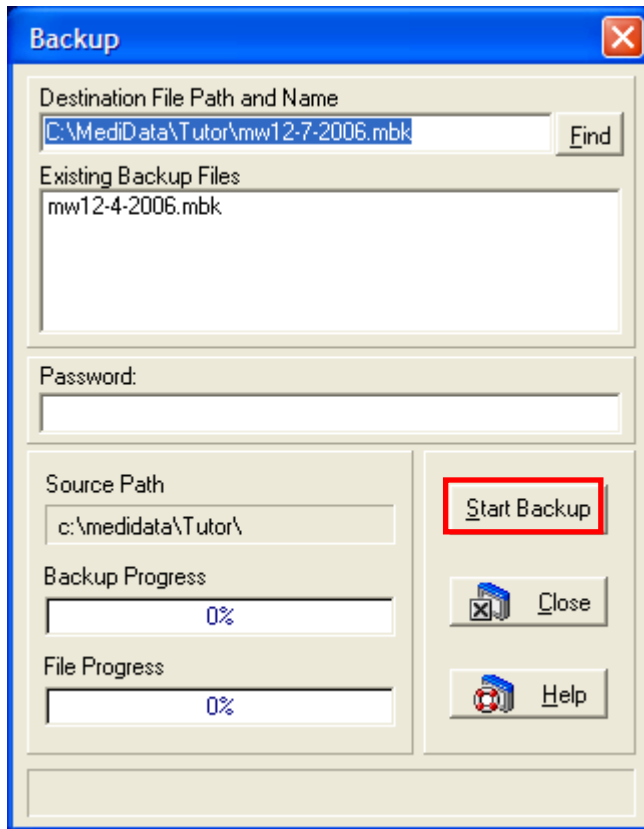 Backup
Destination File Path and Name
C:\MediData\Tutor\mw12-7-2006.mbk
Find
Existing Backup Files
mw12-4-2006.mbk
Password:
Source Path
c:\medidata\Tutor\
Backup Progress
0%
File Progress
0%
Start Backup
Close
Help